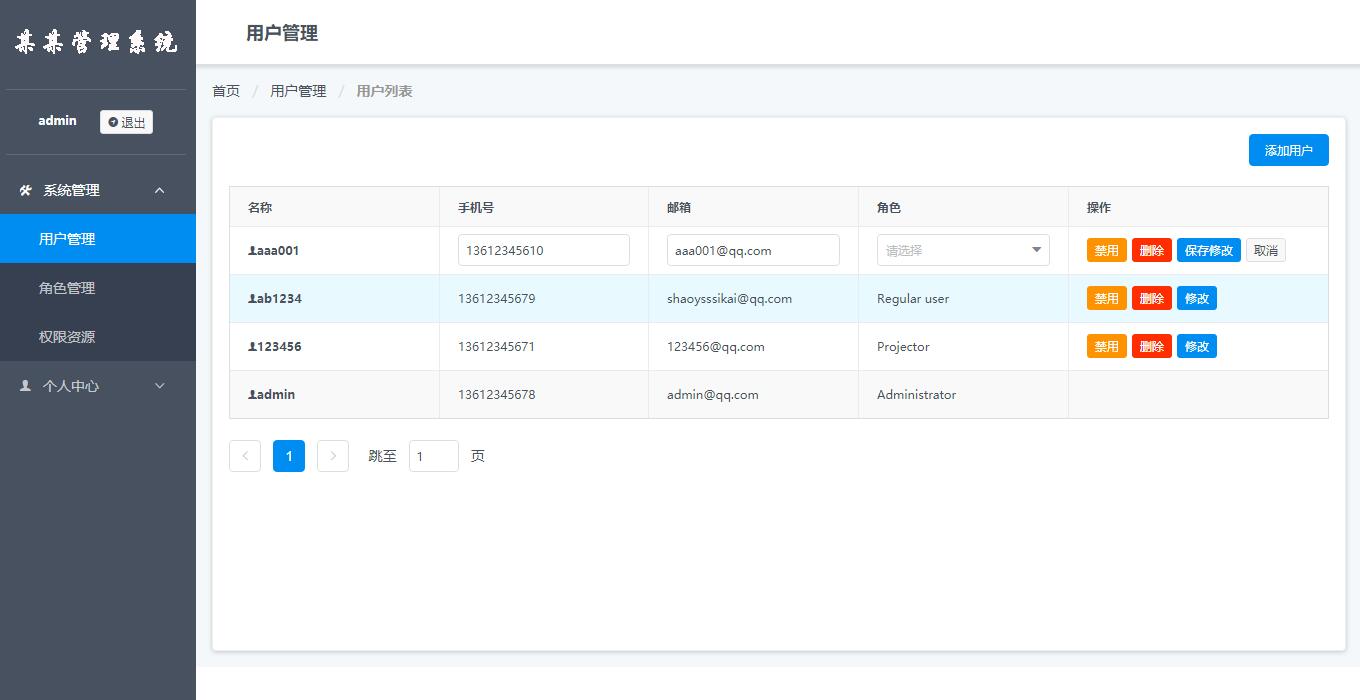 某某管理系统
admin 退出
系统管理
用户管理
角色管理
权限资源
个人中心
用户管理
首页 / 用户管理 / 用户列表
添加用户
名称 手机号 邮箱 角色 操作
aaa001 13612345610 aaa001@qq.com 请选择 禁用 删除 保存修改 取消
ab1234 13612345679 shaoysssikai@qq.com Regular user 禁用 删除 修改
123456 13612345671 123456@qq.com Projector 禁用 删除 修改
admin 13612345678 admin@qq.com Administrator
1 跳至 1 页